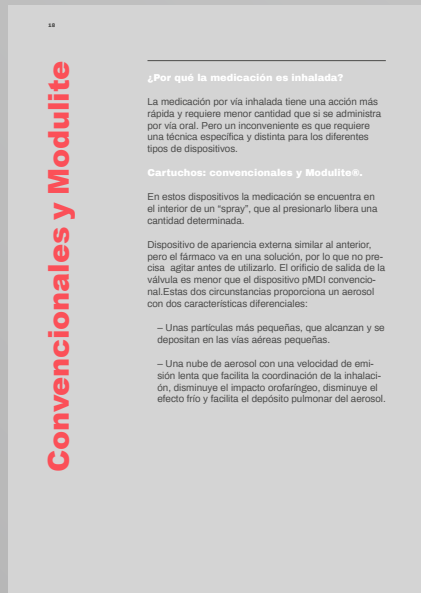 18
Convencionales y Modulite
¿Por qué la medicación es inhalada?
La medicación por vía inhalada tiene una acción más
rápida y requiere menor cantidad que si se administra
por vía oral. Pero un inconveniente es que requiere
una técnica específica y distinta para los diferentes
tipos de dispositivos.
Cartuchos: convencionales y Modulite®.
En estos dispositivos la medicación se encuentra en
el interior de un “spray”, que al presionarlo libera una
cantidad determinada.
Dispositivo de apariencia externa similar al anterior,
pero el fármaco va en una solución, por lo que no pre-
cisa  agitar antes de utilizarlo. El orificio de salida de la
válvula es menor que el dispositivo pMDI convencio-
nal.Estas dos circunstancias proporciona un aerosol
con dos características diferenciales:
– Unas partículas más pequeñas, que alcanzan y se
depositan en las vías aéreas pequeñas.
– Una nube de aerosol con una velocidad de emi-
sión lenta que facilita la coordinación de la inhalaci-
ón, disminuye el impacto orofaríngeo, disminuye el
efecto frío y facilita el depósito pulmonar del aerosol.